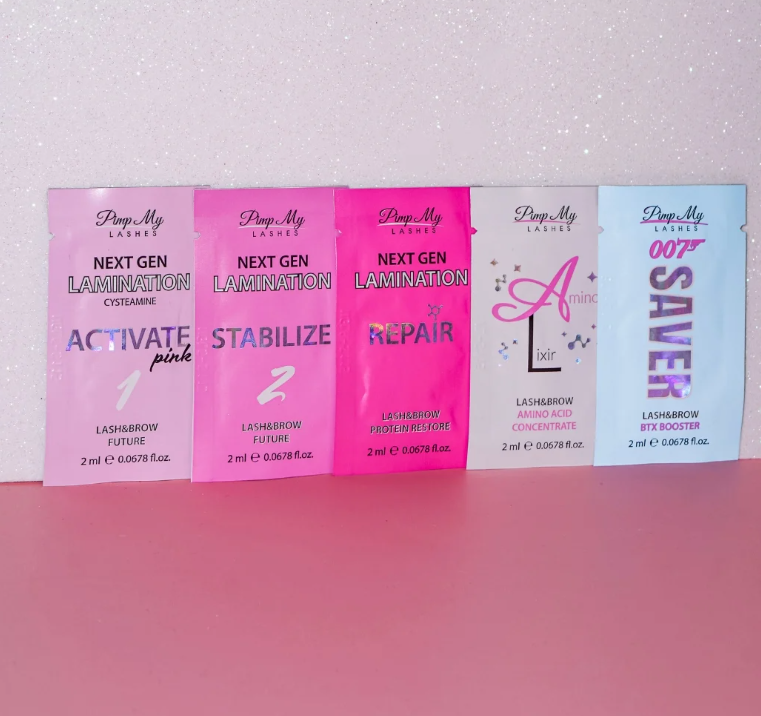 Pimp My
LASHES
NEXT GEN
LAMINATION
CYSTEAMINE
ACTIVATE
pink
1
LASH&BROW
FUTURE
2 ml ℮ 0.0678 fl.oz.
Pimp My
LASHES
NEXT GEN
LAMINATION
STABILIZE
2
LASH&BROW
FUTURE
2 ml ℮ 0.0678 fl.oz.
Pimp My
LASHES
NEXT GEN
LAMINATION
REPAIR
LASH&BROW
PROTEIN RESTORE
2 ml ℮ 0.0678 fl.oz.
Pimp My
LASHES
Amino
Lixir
LASH&BROW
AMINO ACID
CONCENTRATE
2 ml ℮ 0.0678 fl.oz.
Pimp My
LASHES
007
SAVER
LASH&BROW
BTX BOOSTER
2 ml ℮ 0.0678 fl.oz.